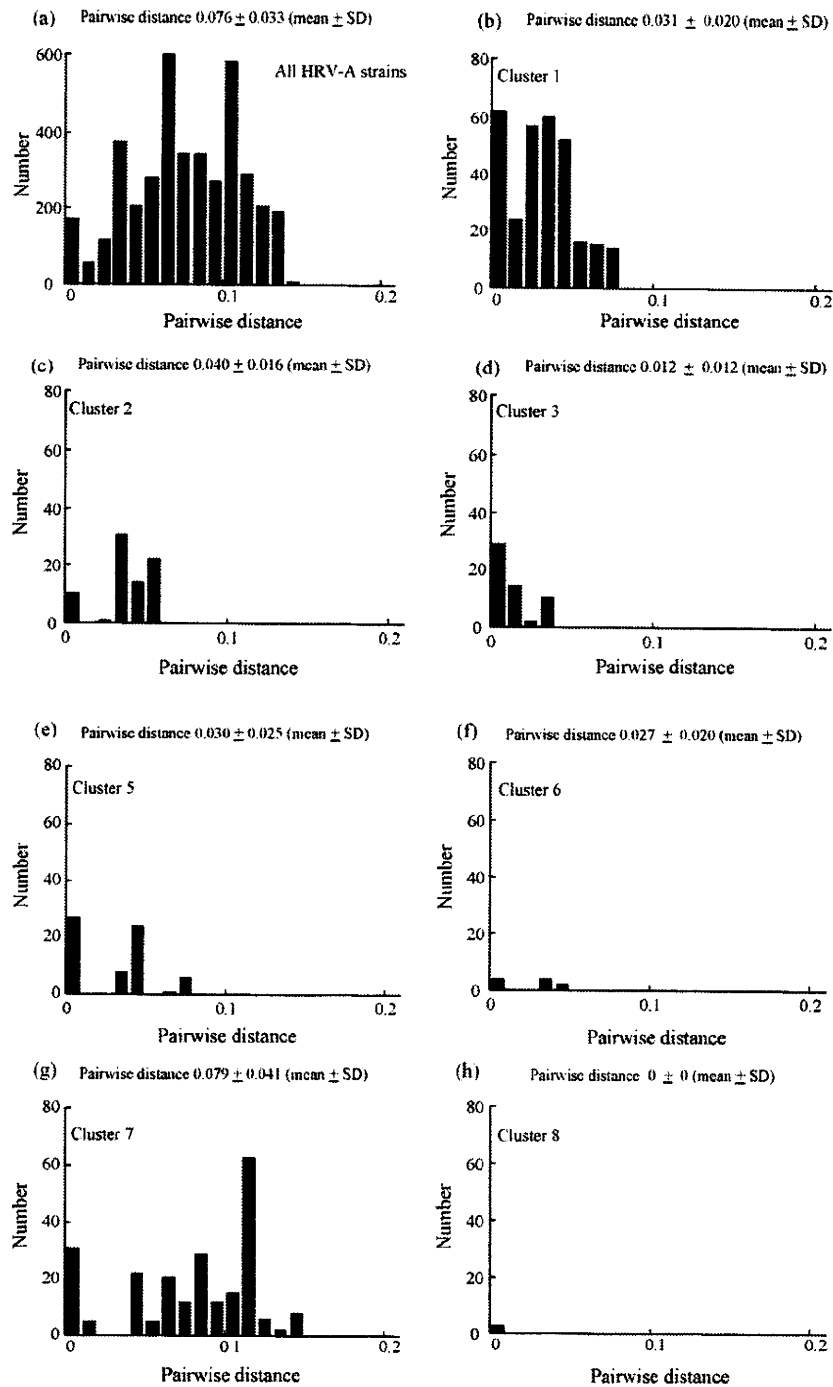 (a) Pairwise distance 0.076 ± 0.033 (mean ± SD)
All HRV-A strains
Number
600
400
200
0
0 0.1 0.2
Pairwise distance
(b) Pairwise distance 0.031 ± 0.020 (mean ± SD)
Cluster 1
Number
80
60
40
20
0
0 0.1 0.2
Pairwise distance
(c) Pairwise distance 0.040 ± 0.016 (mean ± SD)
Cluster 2
Number
80
60
40
20
0
0 0.1 0.2
Pairwise distance
(d) Pairwise distance 0.012 ± 0.012 (mean ± SD)
Cluster 3
Number
80
60
40
20
0
0 0.1 0.2
Pairwise distance
(e) Pairwise distance 0.030 ± 0.025 (mean ± SD)
Cluster 5
Number
80
60
40
20
0
0 0.1 0.2
Pairwise distance
(f) Pairwise distance 0.027 ± 0.020 (mean ± SD)
Cluster 6
Number
80
60
40
20
0
0 0.1 0.2
Pairwise distance
(g) Pairwise distance 0.079 ± 0.041 (mean ± SD)
Cluster 7
Number
80
60
40
20
0
0 0.1 0.2
Pairwise distance
(h) Pairwise distance 0 ± 0 (mean ± SD)
Cluster 8
Number
80
60
40
20
0
0 0.1 0.2
Pairwise distance